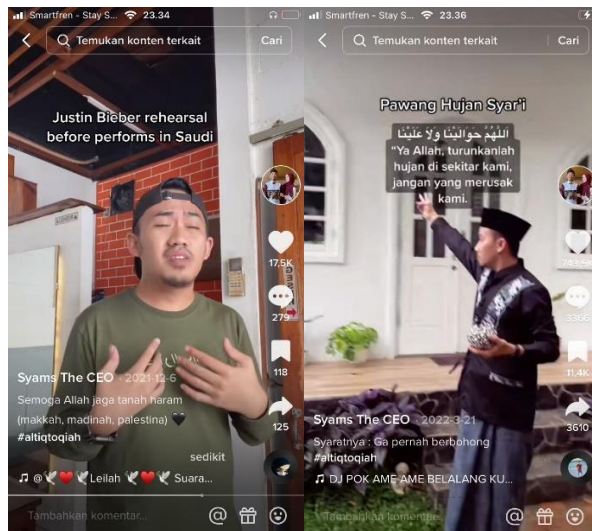 Smartfren - Stay S... 23.34
Temukan konten terkait
Cari
Justin Bieber rehearsal
before performs in Saudi
17,5K
279
118
125
Syams The CEO · 2021-12-6
Semoga Allah jaga tanah haram
(makkah, madinah, palestina) 🖤
#altiqtoqiah
sedikit
♫ @🕊❤️🕊Leilah 🕊❤️🕊 Suara...
Tambahkan komentar...
Smartfren - Stay S... 23.36
Temukan konten terkait
Cari
Pawang Hujan Syar'i
اَللّٰهُمَّ حَوَالَيْنَا وَلَا عَلَيْنَا
"Ya Allah, turunkanlah
hujan di sekitar kami,
jangan yang merusak
kami.
3366
11,4K
3610
Syams The CEO · 2022-3-21
Syaratnya : Ga pernah berbohong
#altiqtoqiah
♫ DJ POK AME AME BELALANG KU...
Tambahkan komentar...